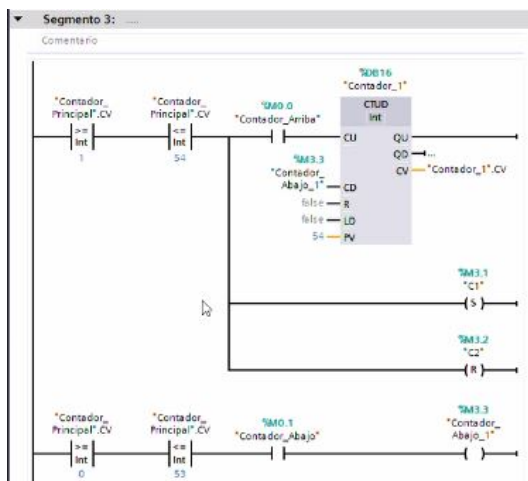 Segmento 3: ....
Comentario
%DB16
"Contador_1"
"Contador_
Principal".CV
"Contador_
Principal".CV
%M0.0
"Contador_Arriba"
CTUD
Int
>=
Int
1
<=
Int
54
CU
QU
QD
...
CV
"Contador_1".CV
%M3.3
"Contador_
Abajo_1"
CD
false
R
false
LD
54
PV
%M3.1
"C1"
S
%M3.2
"C2"
R
"Contador_
Principal".CV
"Contador_
Principal".CV
%M0.1
"Contador_Abajo"
%M3.3
"Contador_
Abajo_1"
>=
Int
0
<=
Int
53